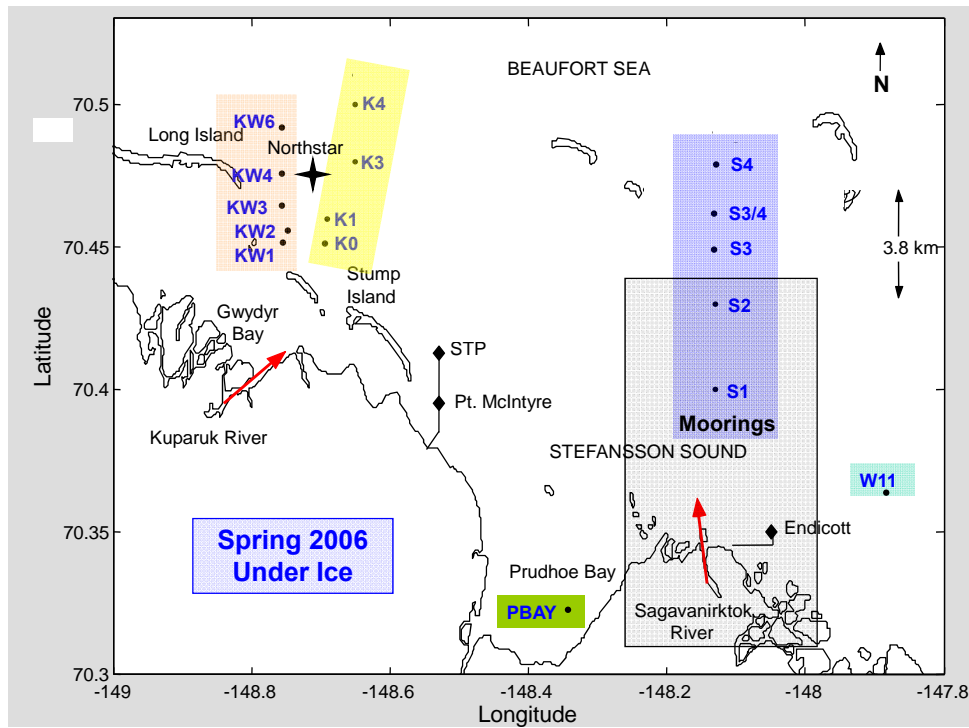 BEAUFORT SEA
N
70.5
K4
KW6
Long Island
Northstar
K3
S4
KW4
KW3
K1
S3/4
KW2
K0
70.45
KW1
S3
3.8 km
Stump
Island
Gwydyr
Bay
S2
Latitude
STP
70.4
S1
Pt. McIntyre
Moorings
Kuparuk River
STEFANSSON SOUND
W11
Spring 2006
Under Ice
Endicott
70.35
Prudhoe Bay
PBAY
Sagavanirktok
River
70.3
-149
-148.8
-148.6
-148.4
-148.2
-148
-147.8
Longitude